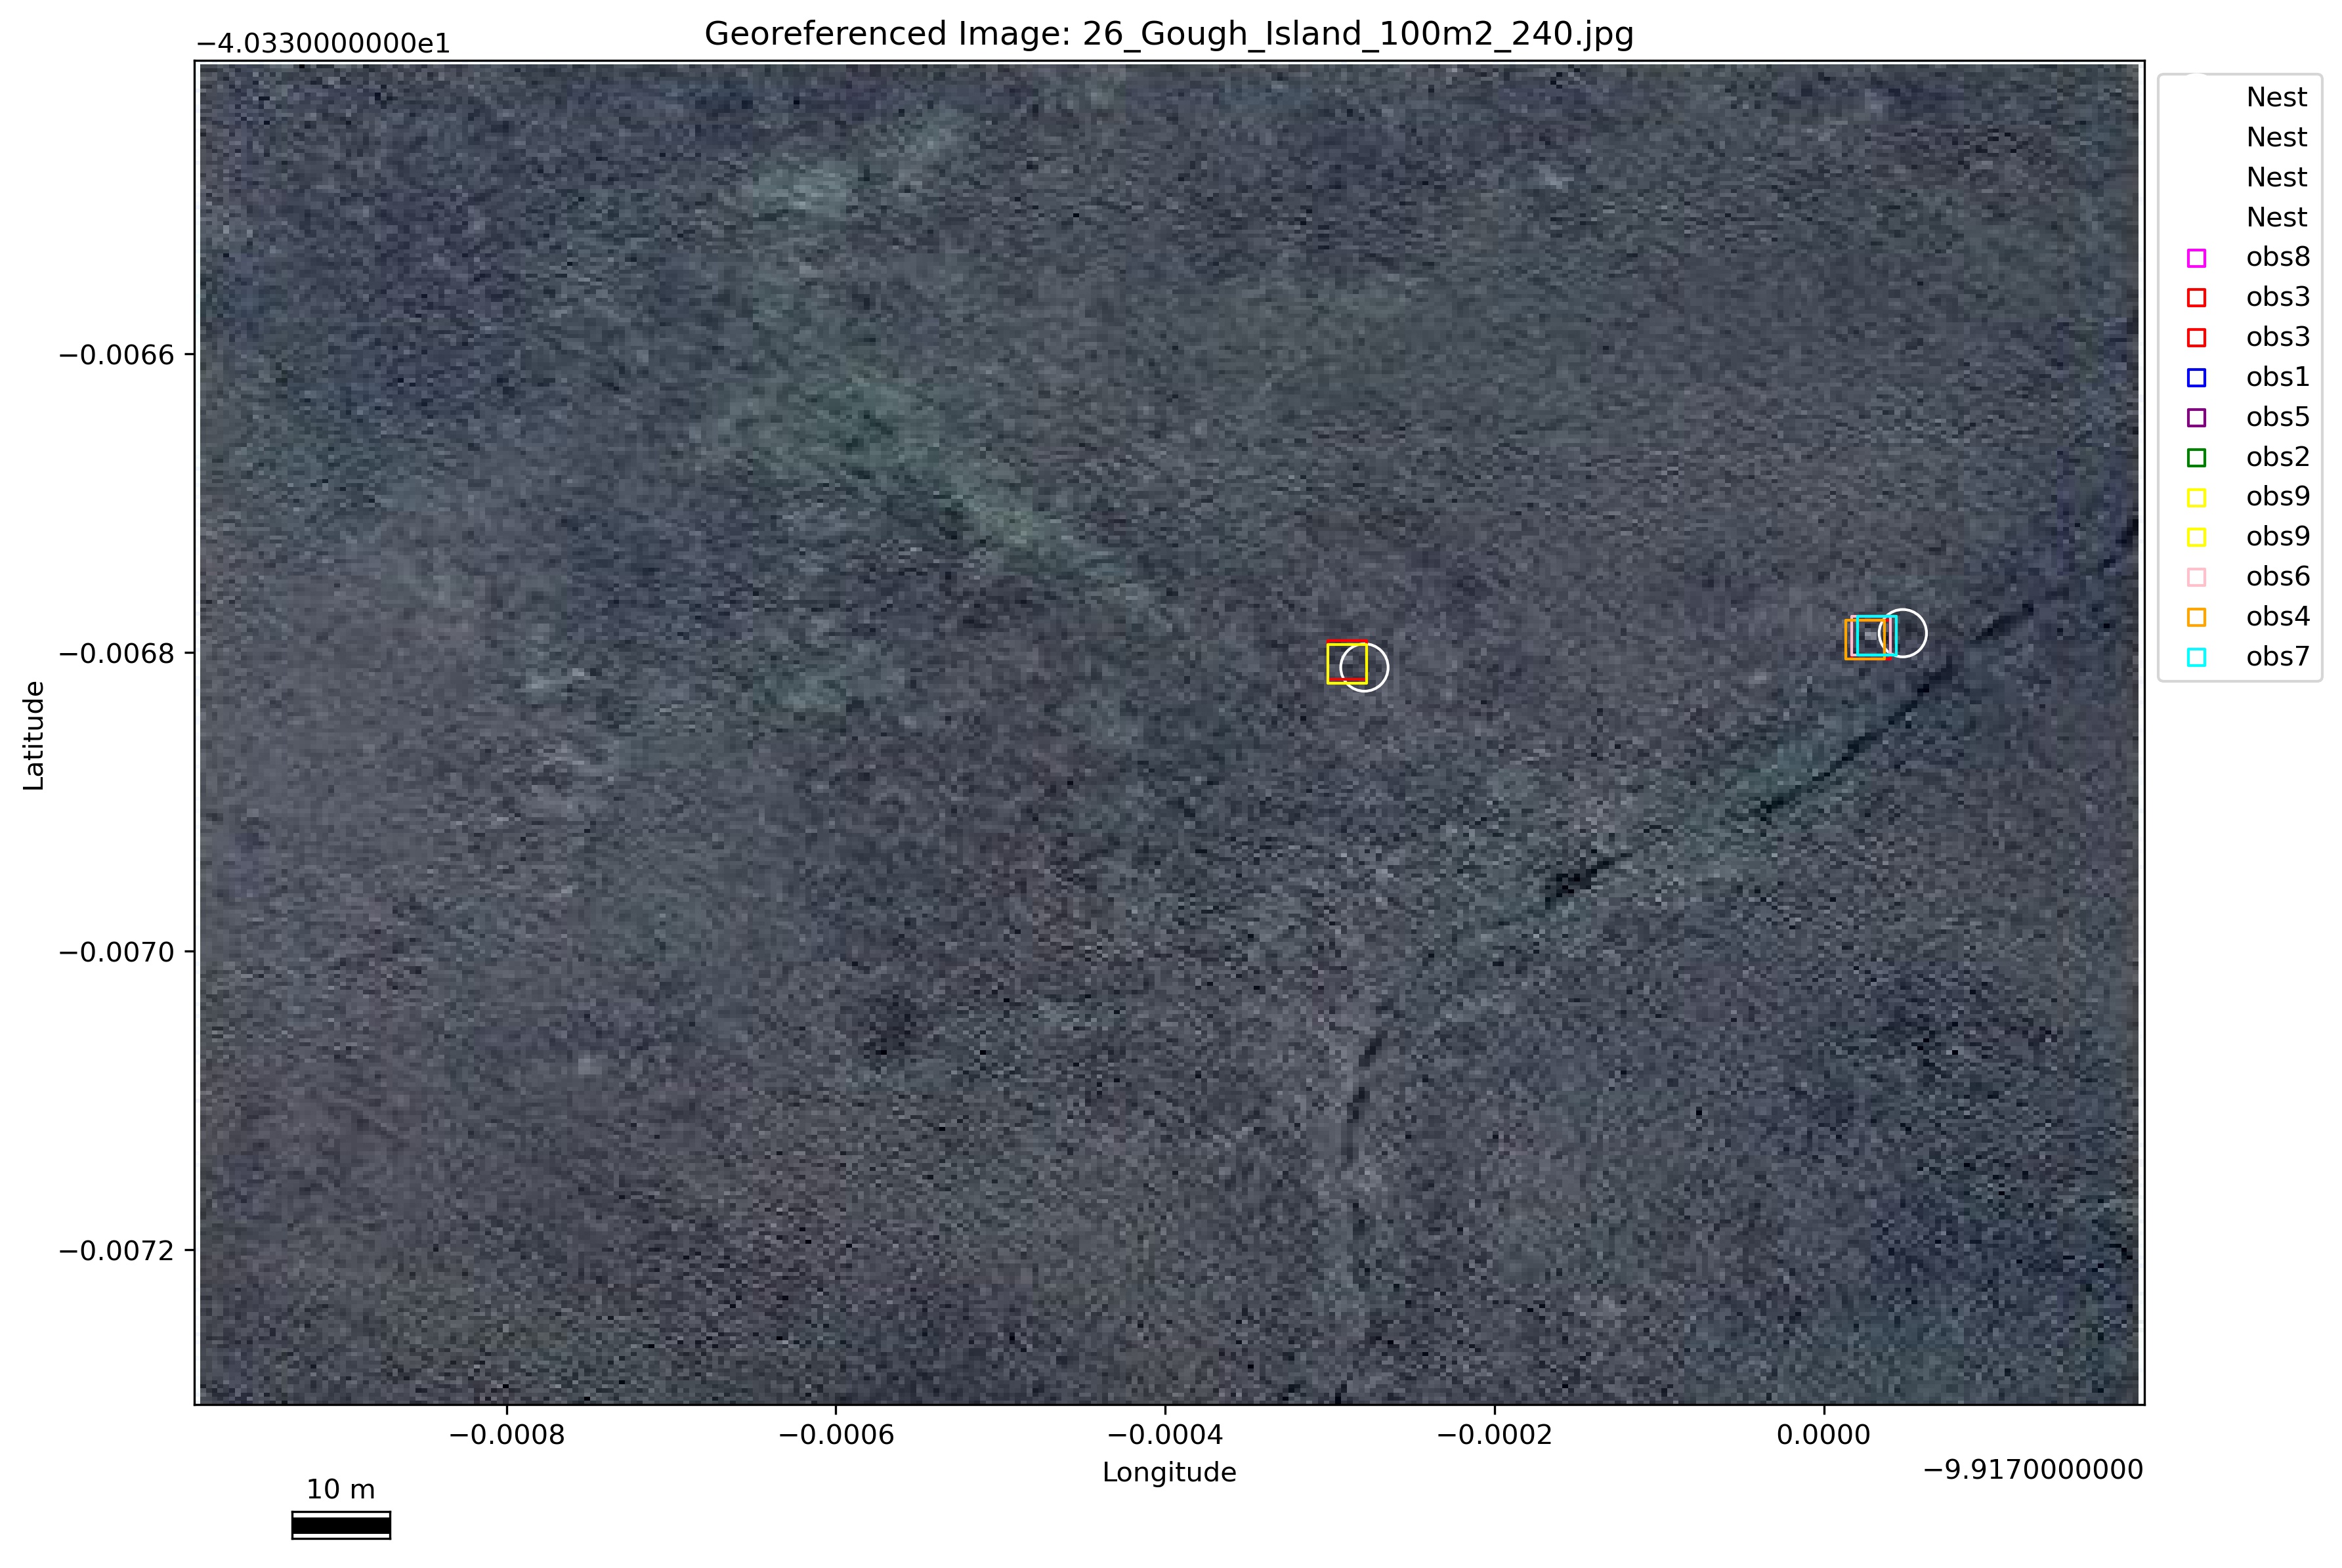 Georeferenced Image: 26_Gough_Island_100m2_240.jpg
−4.0330000000e1
Nest
Nest
Nest
Nest
obs8
obs3
obs3
obs1
obs5
obs2
obs9
obs9
obs6
obs4
obs7
Latitude
−0.0066
−0.0068
−0.0070
−0.0072
−0.0008
−0.0006
−0.0004
−0.0002
0.0000
Longitude
−9.9170000000
10 m